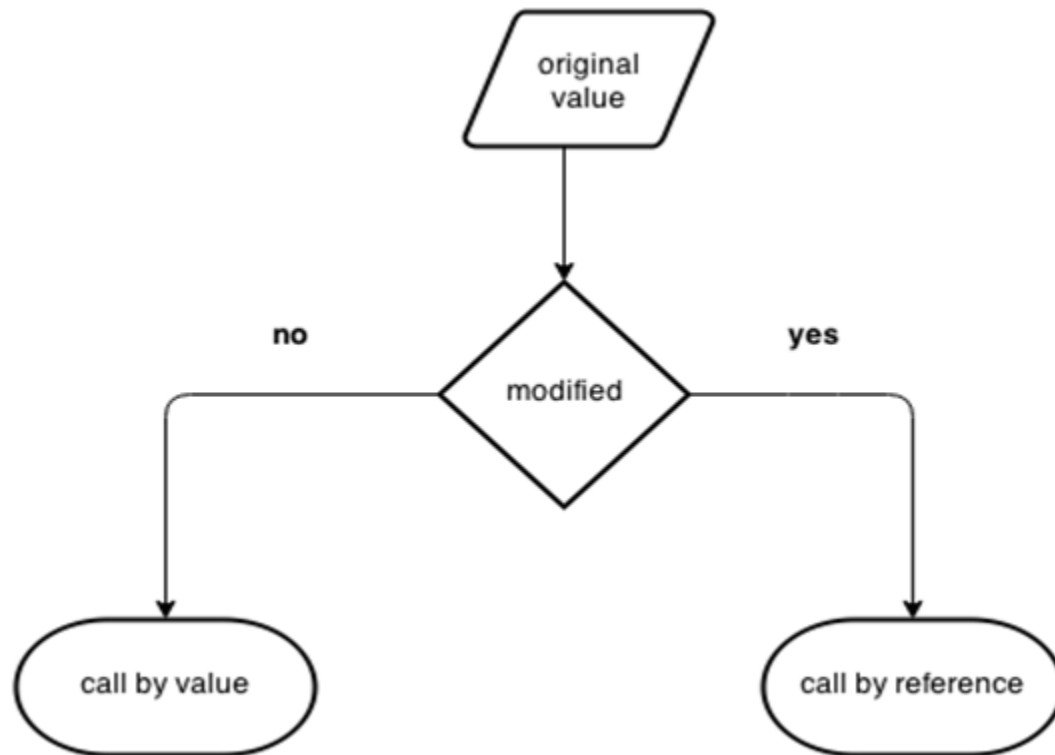 original
value
no
yes
modified
call by value
call by reference